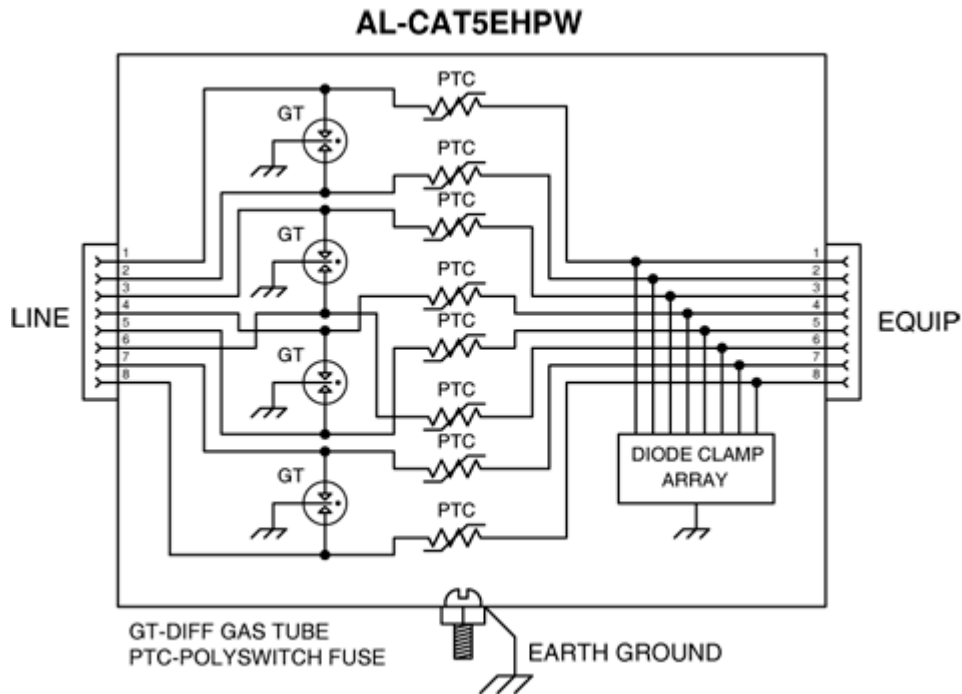 AL-CAT5EHPW
PTC
GT
PTC
PTC
GT
1
2
3
4
5
6
7
8
LINE
PTC
PTC
GT
PTC
PTC
GT
PTC
1
2
3
4
5
6
7
8
EQUIP
DIODE CLAMP
ARRAY
GT-DIFF GAS TUBE
PTC-POLYSWITCH FUSE
EARTH GROUND